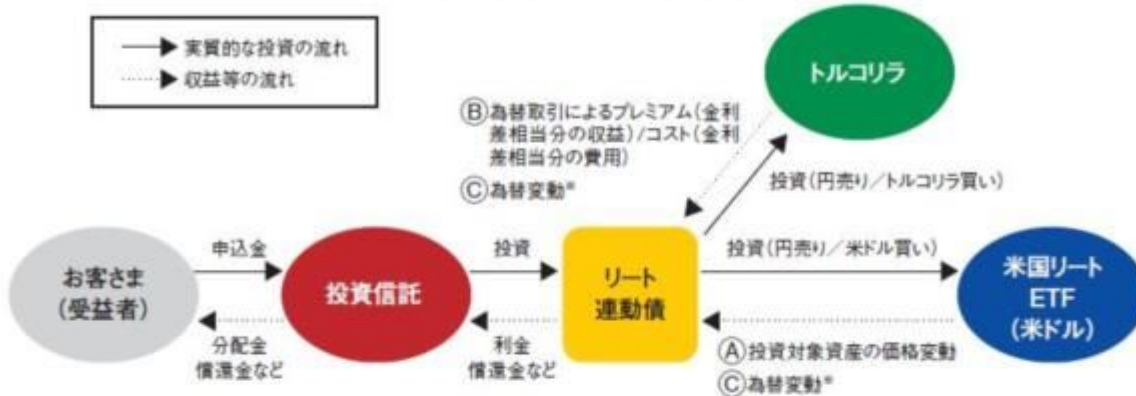 実質的な投資の流れ
収益等の流れ
トルコリラ
Ⓑ為替取引によるプレミアム(金利
差相当分の収益)/コスト(金利
差相当分の費用)
Ⓒ為替変動※
投資(円売り/トルコリラ買い)
お客さま
(受益者)
申込金
分配金
償還金など
投資信託
投資
利金
償還金など
リート
連動債
投資(円売り/米ドル買い)
Ⓐ投資対象資産の価格変動
Ⓒ為替変動※
米国リート
ETF
(米ドル)